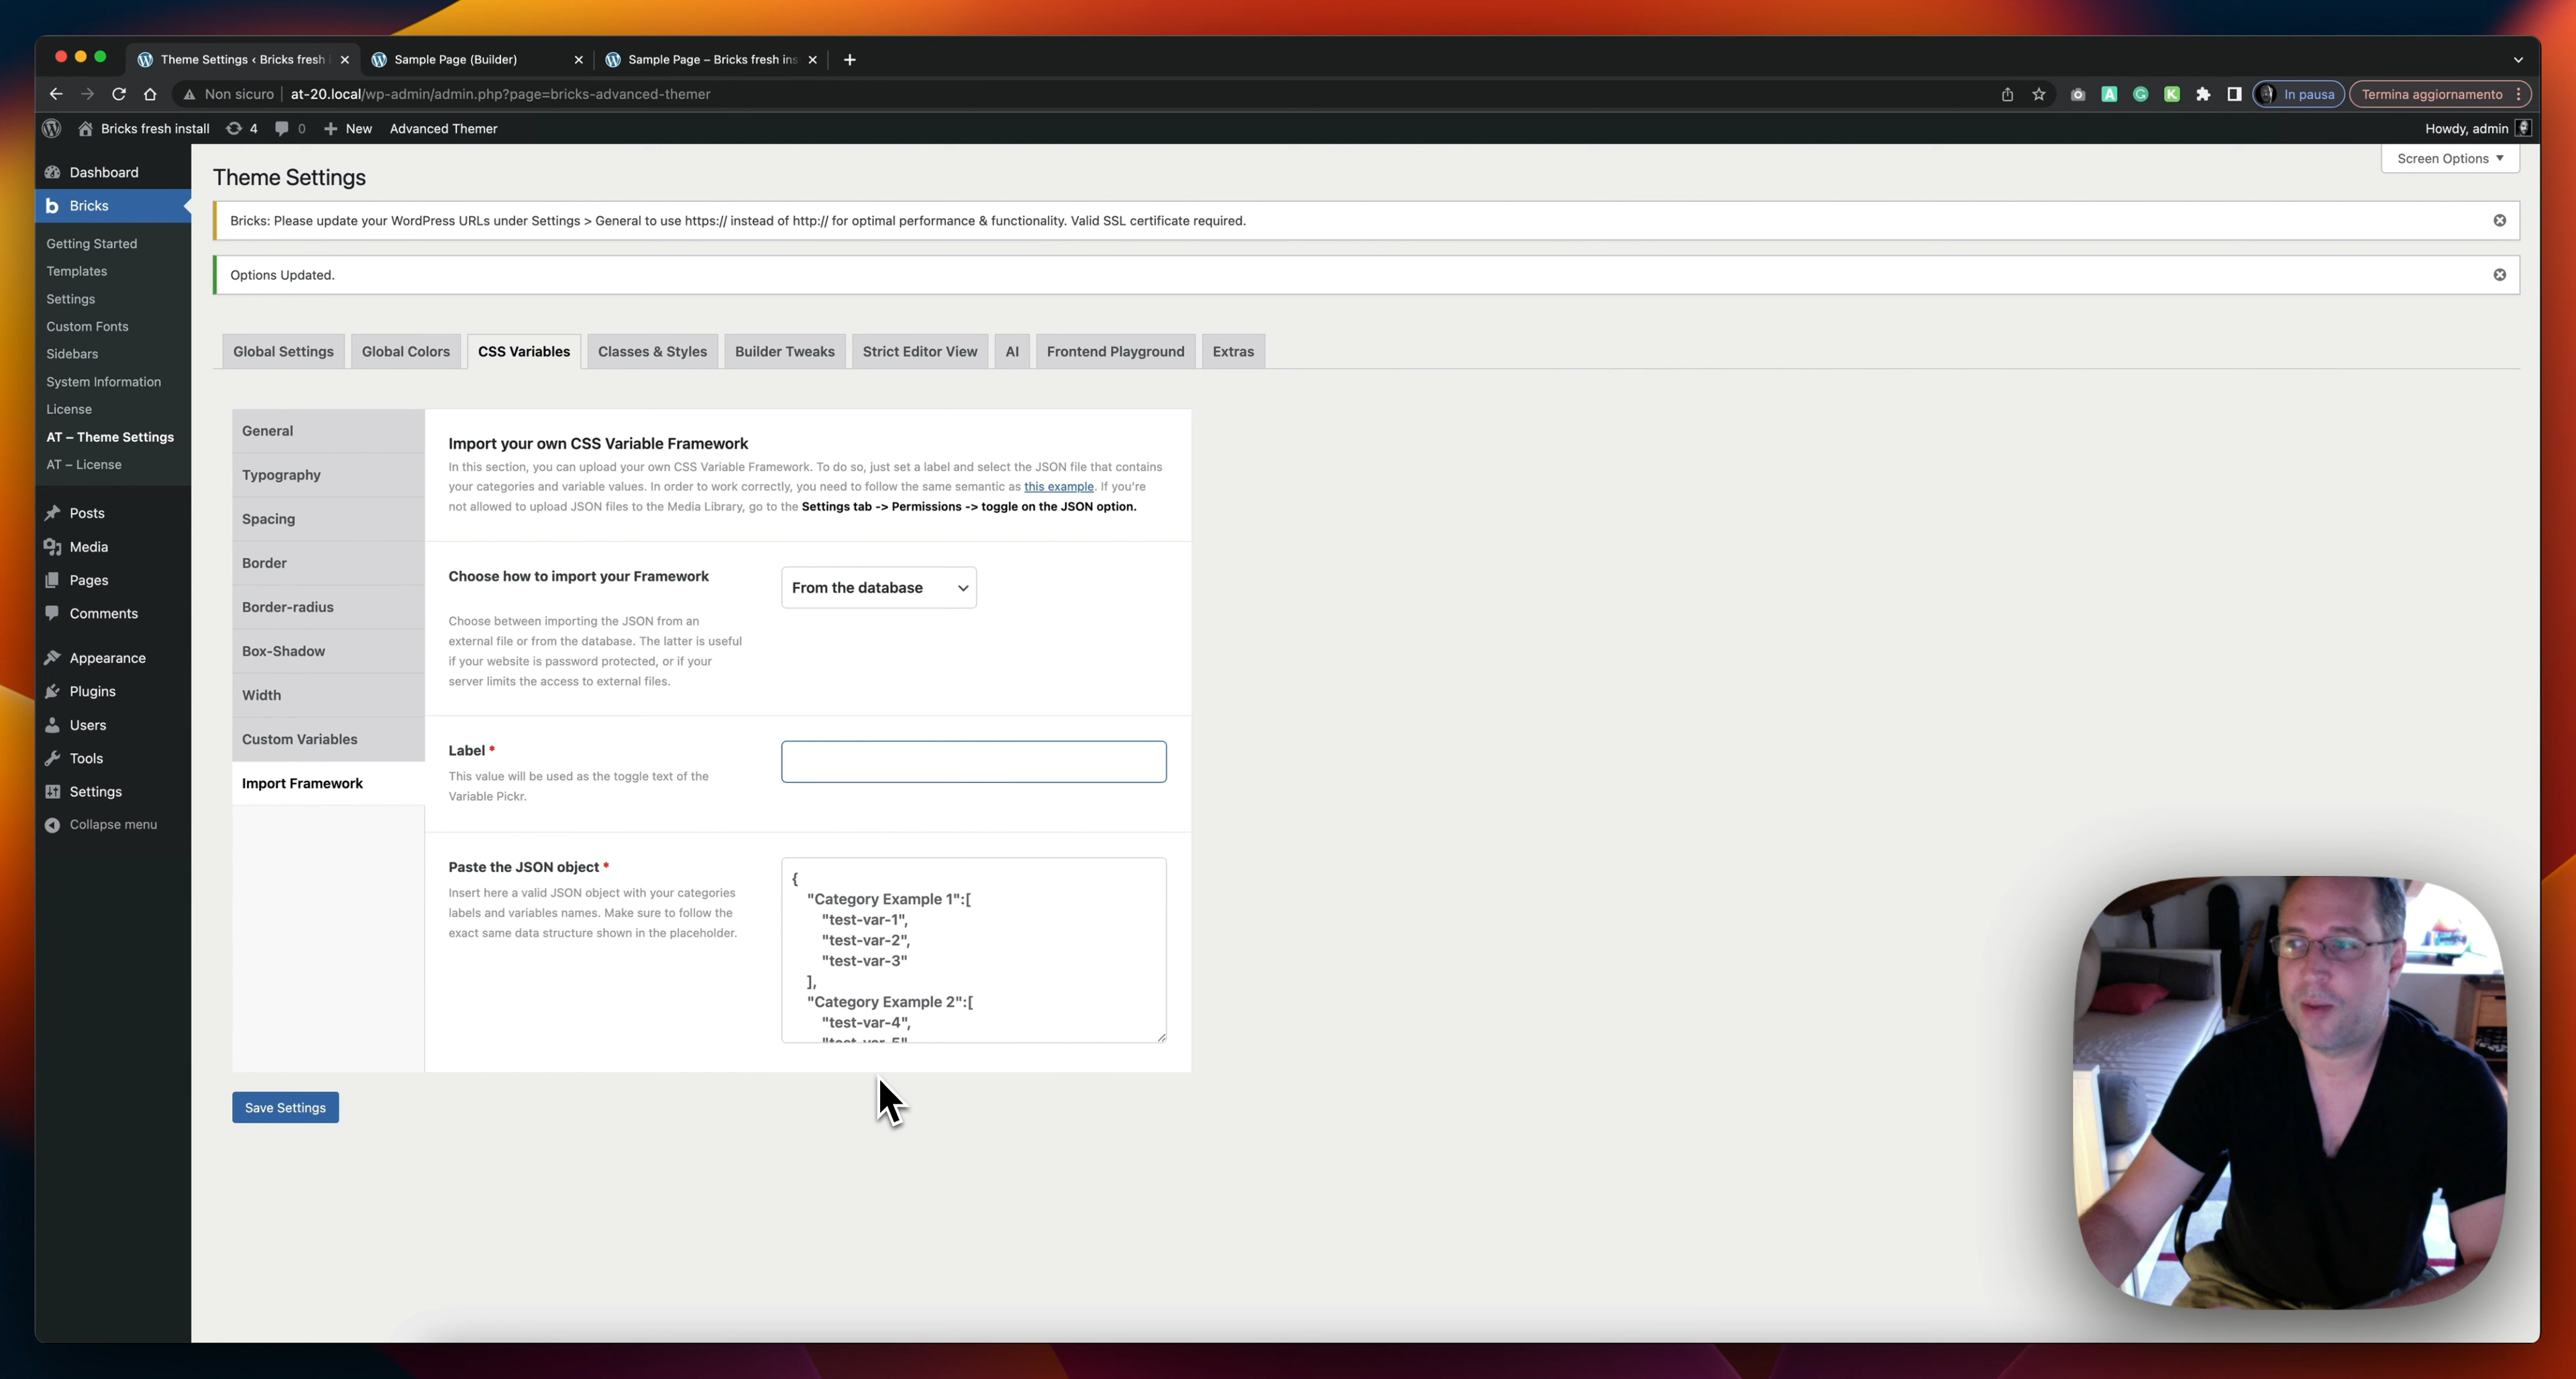 Theme Settings ‹ Bricks fresh
Sample Page (Builder)
Sample Page – Bricks fresh ins
Non sicuro
at-20.local/wp-admin/admin.php?page=bricks-advanced-themer
In pausa
Termina aggiornamento
Bricks fresh install
4
0
New
Advanced Themer
Howdy, admin
Dashboard
Bricks
Getting Started
Templates
Settings
Custom Fonts
Sidebars
System Information
License
AT – Theme Settings
AT – License
Posts
Media
Pages
Comments
Appearance
Plugins
Users
Tools
Settings
Collapse menu
Screen Options
Theme Settings
Bricks: Please update your WordPress URLs under Settings > General to use https:// instead of http:// for optimal performance & functionality. Valid SSL certificate required.
Options Updated.
Global Settings
Global Colors
CSS Variables
Classes & Styles
Builder Tweaks
Strict Editor View
AI
Frontend Playground
Extras
General
Typography
Spacing
Border
Border-radius
Box-Shadow
Width
Custom Variables
Import Framework
Import your own CSS Variable Framework
In this section, you can upload your own CSS Variable Framework. To do so, just set a label and select the JSON file that contains
your categories and variable values. In order to work correctly, you need to follow the same semantic as this example. If you're
not allowed to upload JSON files to the Media Library, go to the Settings tab -> Permissions -> toggle on the JSON option.
Choose how to import your Framework
From the database
Choose between importing the JSON from an
external file or from the database. The latter is useful
if your website is password protected, or if your
server limits the access to external files.
Label *
This value will be used as the toggle text of the
Variable Pickr.
Paste the JSON object *
Insert here a valid JSON object with your categories
labels and variables names. Make sure to follow the
exact same data structure shown in the placeholder.
{
"Category Example 1":[
"test-var-1",
"test-var-2",
"test-var-3"
],
"Category Example 2":[
"test-var-4",
"test-var-5"
Save Settings